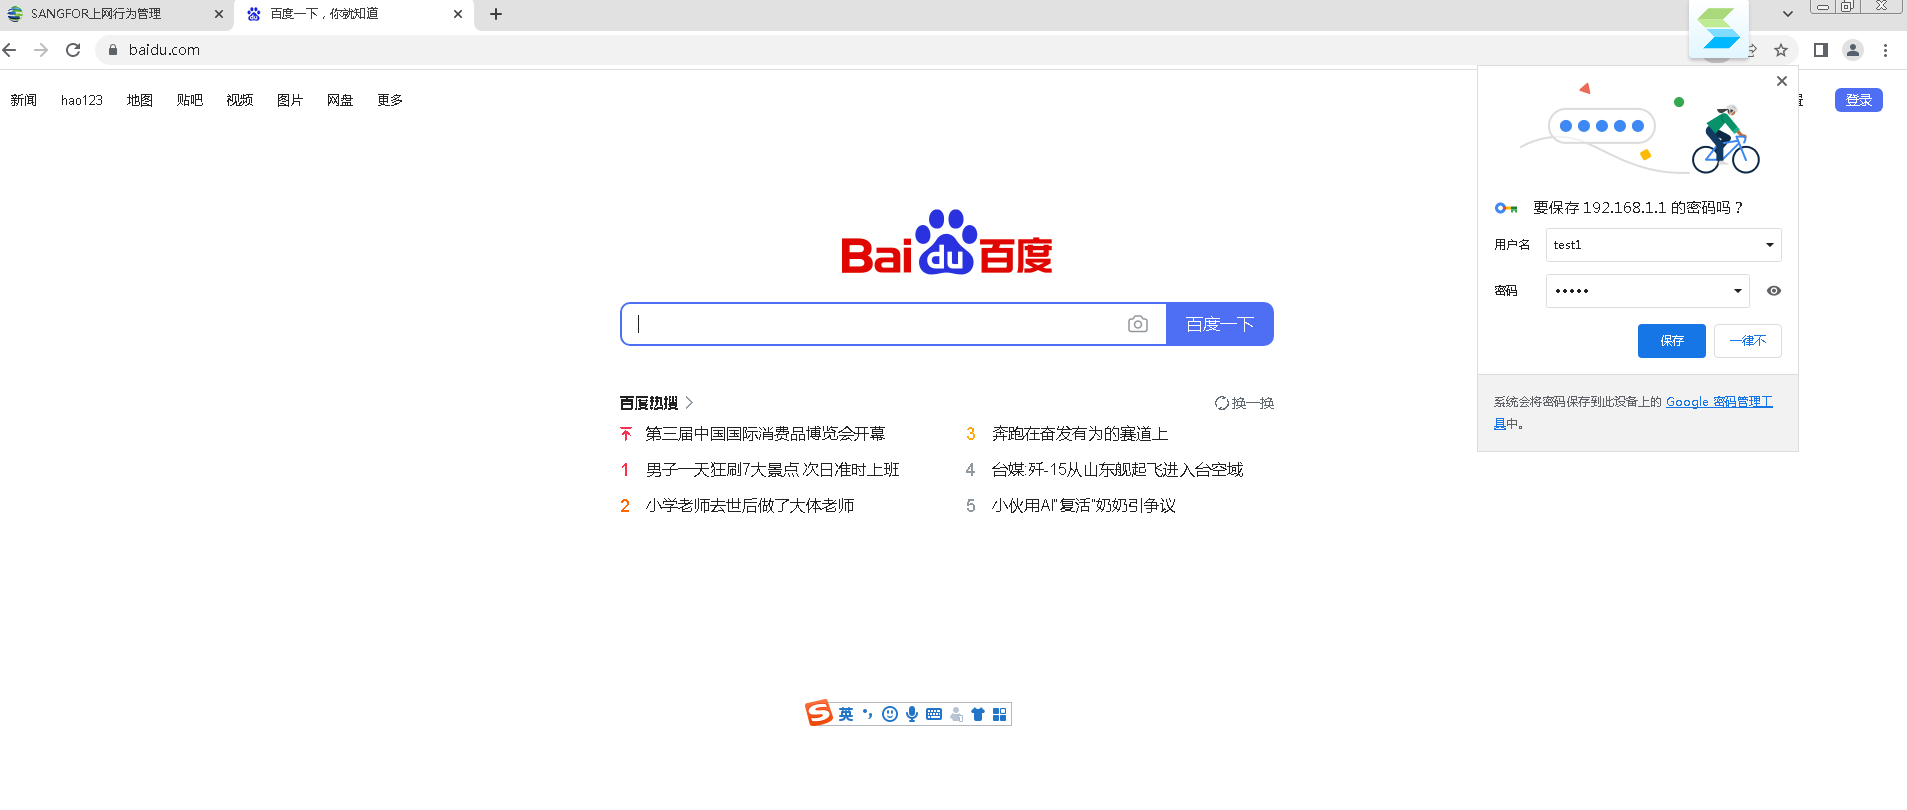 SANGFOR上网行为管理
百度一下，你就知道
baidu.com
新闻 hao123 地图 贴吧 视频 图片 网盘 更多
登录
Bai du 百度
百度一下
百度热搜
换一换
第三届中国国际消费品博览会开幕
1 男子一天狂刷7大景点 次日准时上班
2 小学老师去世后做了大体老师
3 奔跑在奋发有为的赛道上
4 台媒:歼-15从山东舰起飞进入台空域
5 小伙用AI"复活"奶奶引争议
要保存 192.168.1.1 的密码吗？
用户名 test1
密码 •••••
保存 一律不
系统会将密码保存到此设备上的 Google 密码管理工
具中。
S 英